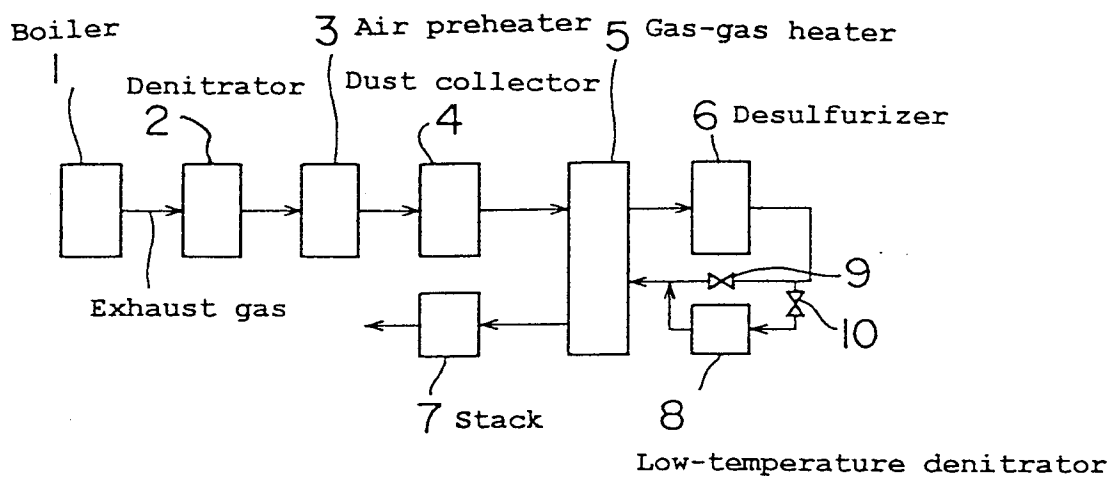 Boiler
1
Denitrator
2
3 Air preheater
Dust collector
4
5 Gas-gas heater
6 Desulfurizer
Exhaust gas
9
10
7 Stack
8
Low-temperature denitrator